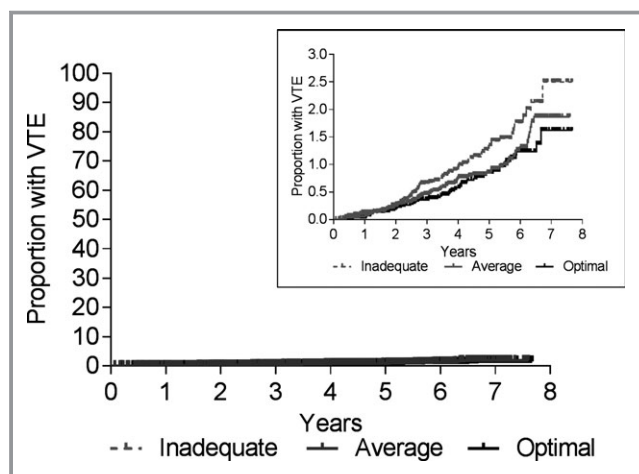 Proportion with VTE
100
90
80
70
60
50
40
30
20
10
0
0 1 2 3 4 5 6 7 8
Years
Inadequate Average Optimal
Proportion with VTE
3.0
2.5
2.0
1.5
1.0
0.5
0.0
0 1 2 3 4 5 6 7 8
Years
Inadequate Average Optimal